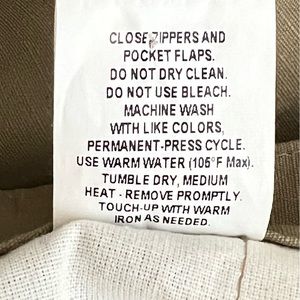 CLOSE ZIPPERS AND
POCKET FLAPS.
DO NOT DRY CLEAN.
DO NOT USE BLEACH.
MACHINE WASH
WITH LIKE COLORS,
PERMANENT-PRESS CYCLE.
USE WARM WATER (105°F Max).
TUMBLE DRY, MEDIUM
HEAT - REMOVE PROMPTLY.
TOUCH-UP WITH WARM
IRON AS NEEDED.